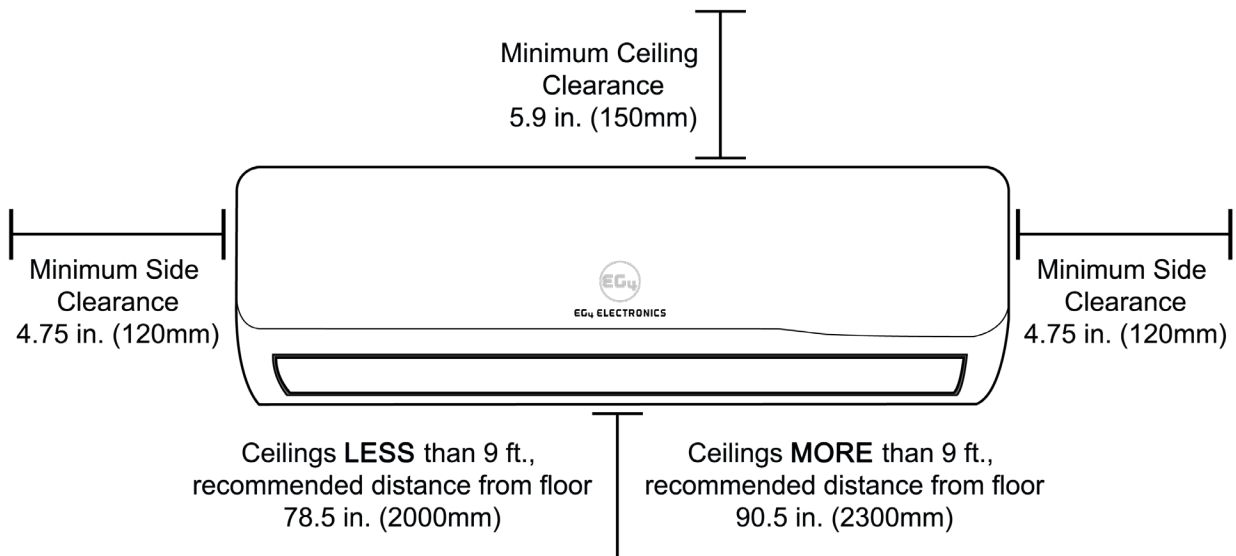 Minimum Ceiling
Clearance
5.9 in. (150mm)
Minimum Side
Clearance
4.75 in. (120mm)
EG4
EG4 ELECTRONICS
Minimum Side
Clearance
4.75 in. (120mm)
Ceilings LESS than 9 ft.,
recommended distance from floor
78.5 in. (2000mm)
Ceilings MORE than 9 ft.,
recommended distance from floor
90.5 in. (2300mm)